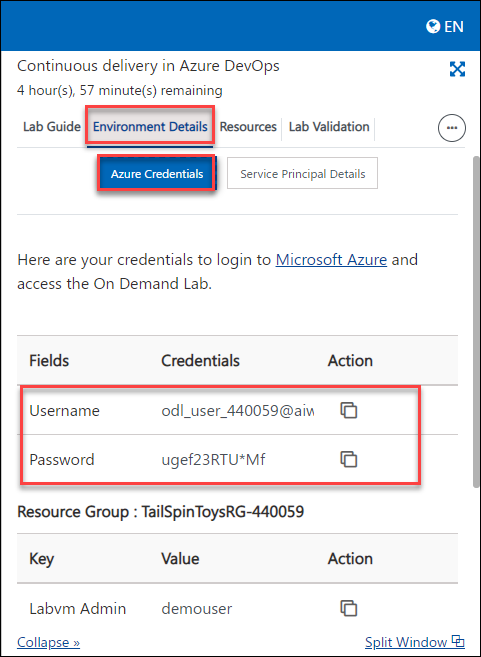 EN
Continuous delivery in Azure DevOps
4 hour(s), 57 minute(s) remaining
Lab Guide Environment Details Resources Lab Validation
Azure Credentials Service Principal Details
Here are your credentials to login to Microsoft Azure and
access the On Demand Lab.
Fields Credentials Action
Username odl_user_440059@aiw
Password ugef23RTU*Mf
Resource Group : TailSpinToysRG-440059
Key Value Action
Labvm Admin demouser
Collapse » Split Window